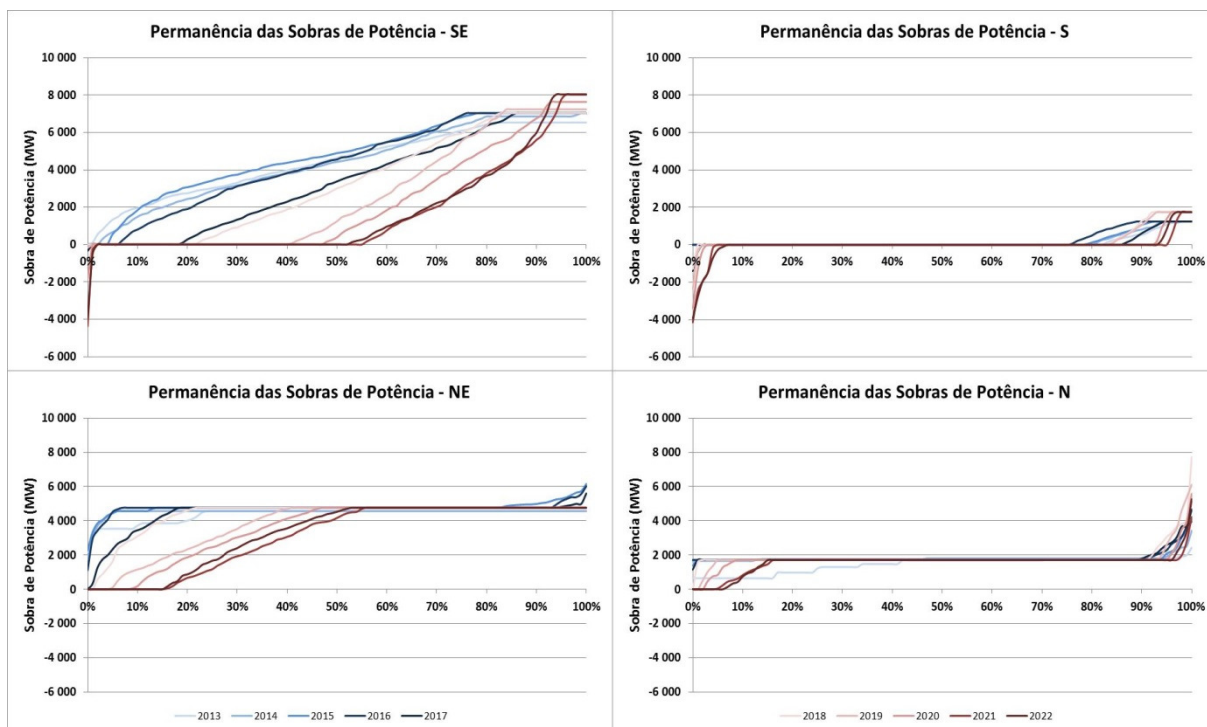 Permanência das Sobras de Potência - SE
Sobra de Potência (MW)
10 000
8 000
6 000
4 000
2 000
0
-2 000
-4 000
-6 000
0% 10% 20% 30% 40% 50% 60% 70% 80% 90% 100%
Permanência das Sobras de Potência - S
Sobra de Potência (MW)
10 000
8 000
6 000
4 000
2 000
0
-2 000
-4 000
-6 000
0% 10% 20% 30% 40% 50% 60% 70% 80% 90% 100%
Permanência das Sobras de Potência - NE
Sobra de Potência (MW)
10 000
8 000
6 000
4 000
2 000
0
-2 000
-4 000
-6 000
0% 10% 20% 30% 40% 50% 60% 70% 80% 90% 100%
2013 2014 2015 2016 2017
Permanência das Sobras de Potência - N
Sobra de Potência (MW)
10 000
8 000
6 000
4 000
2 000
0
-2 000
-4 000
-6 000
0% 10% 20% 30% 40% 50% 60% 70% 80% 90% 100%
2018 2019 2020 2021 2022